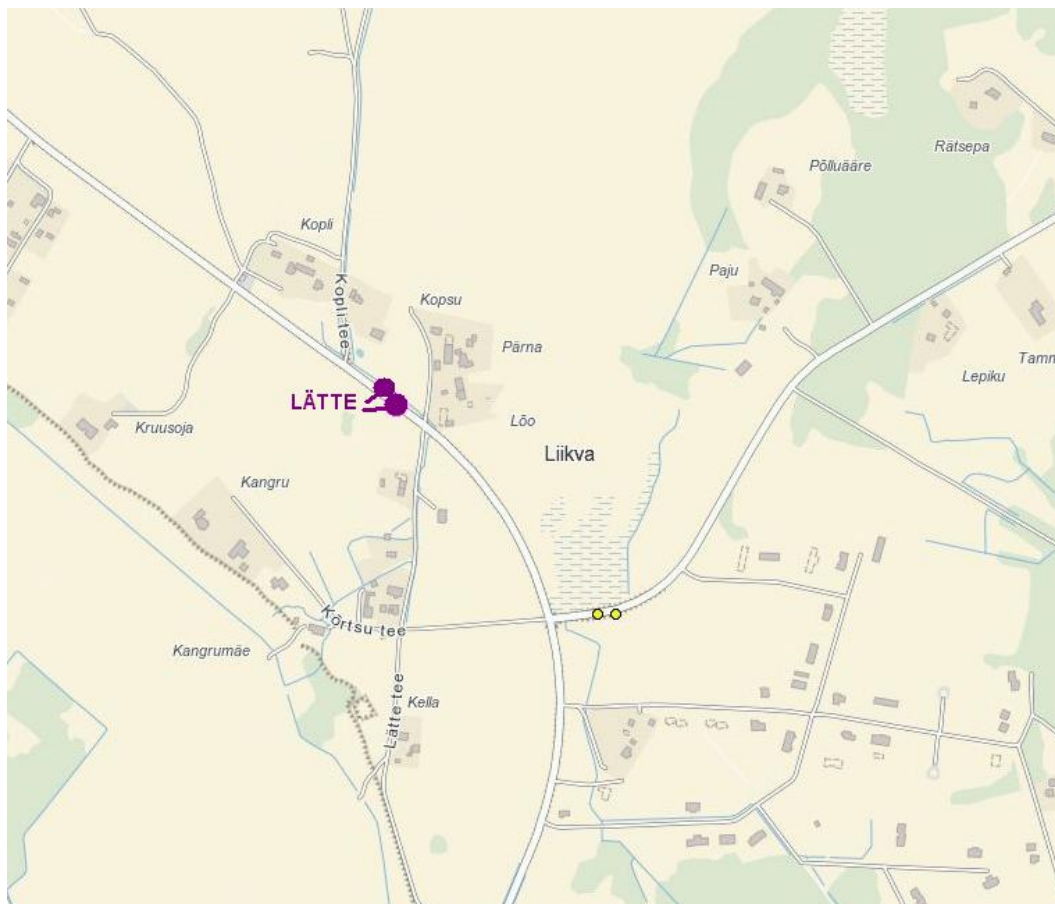 Rätsepa
Põlluääre
Kopli
Paju
Kopli tee
Kopsu
Pärna
Tamm
Lepiku
LÄTTE
Lõo
Kruusoja
Liikva
Kangru
Kõrtsu tee
Kangrumäe
Kella
Lätte tee